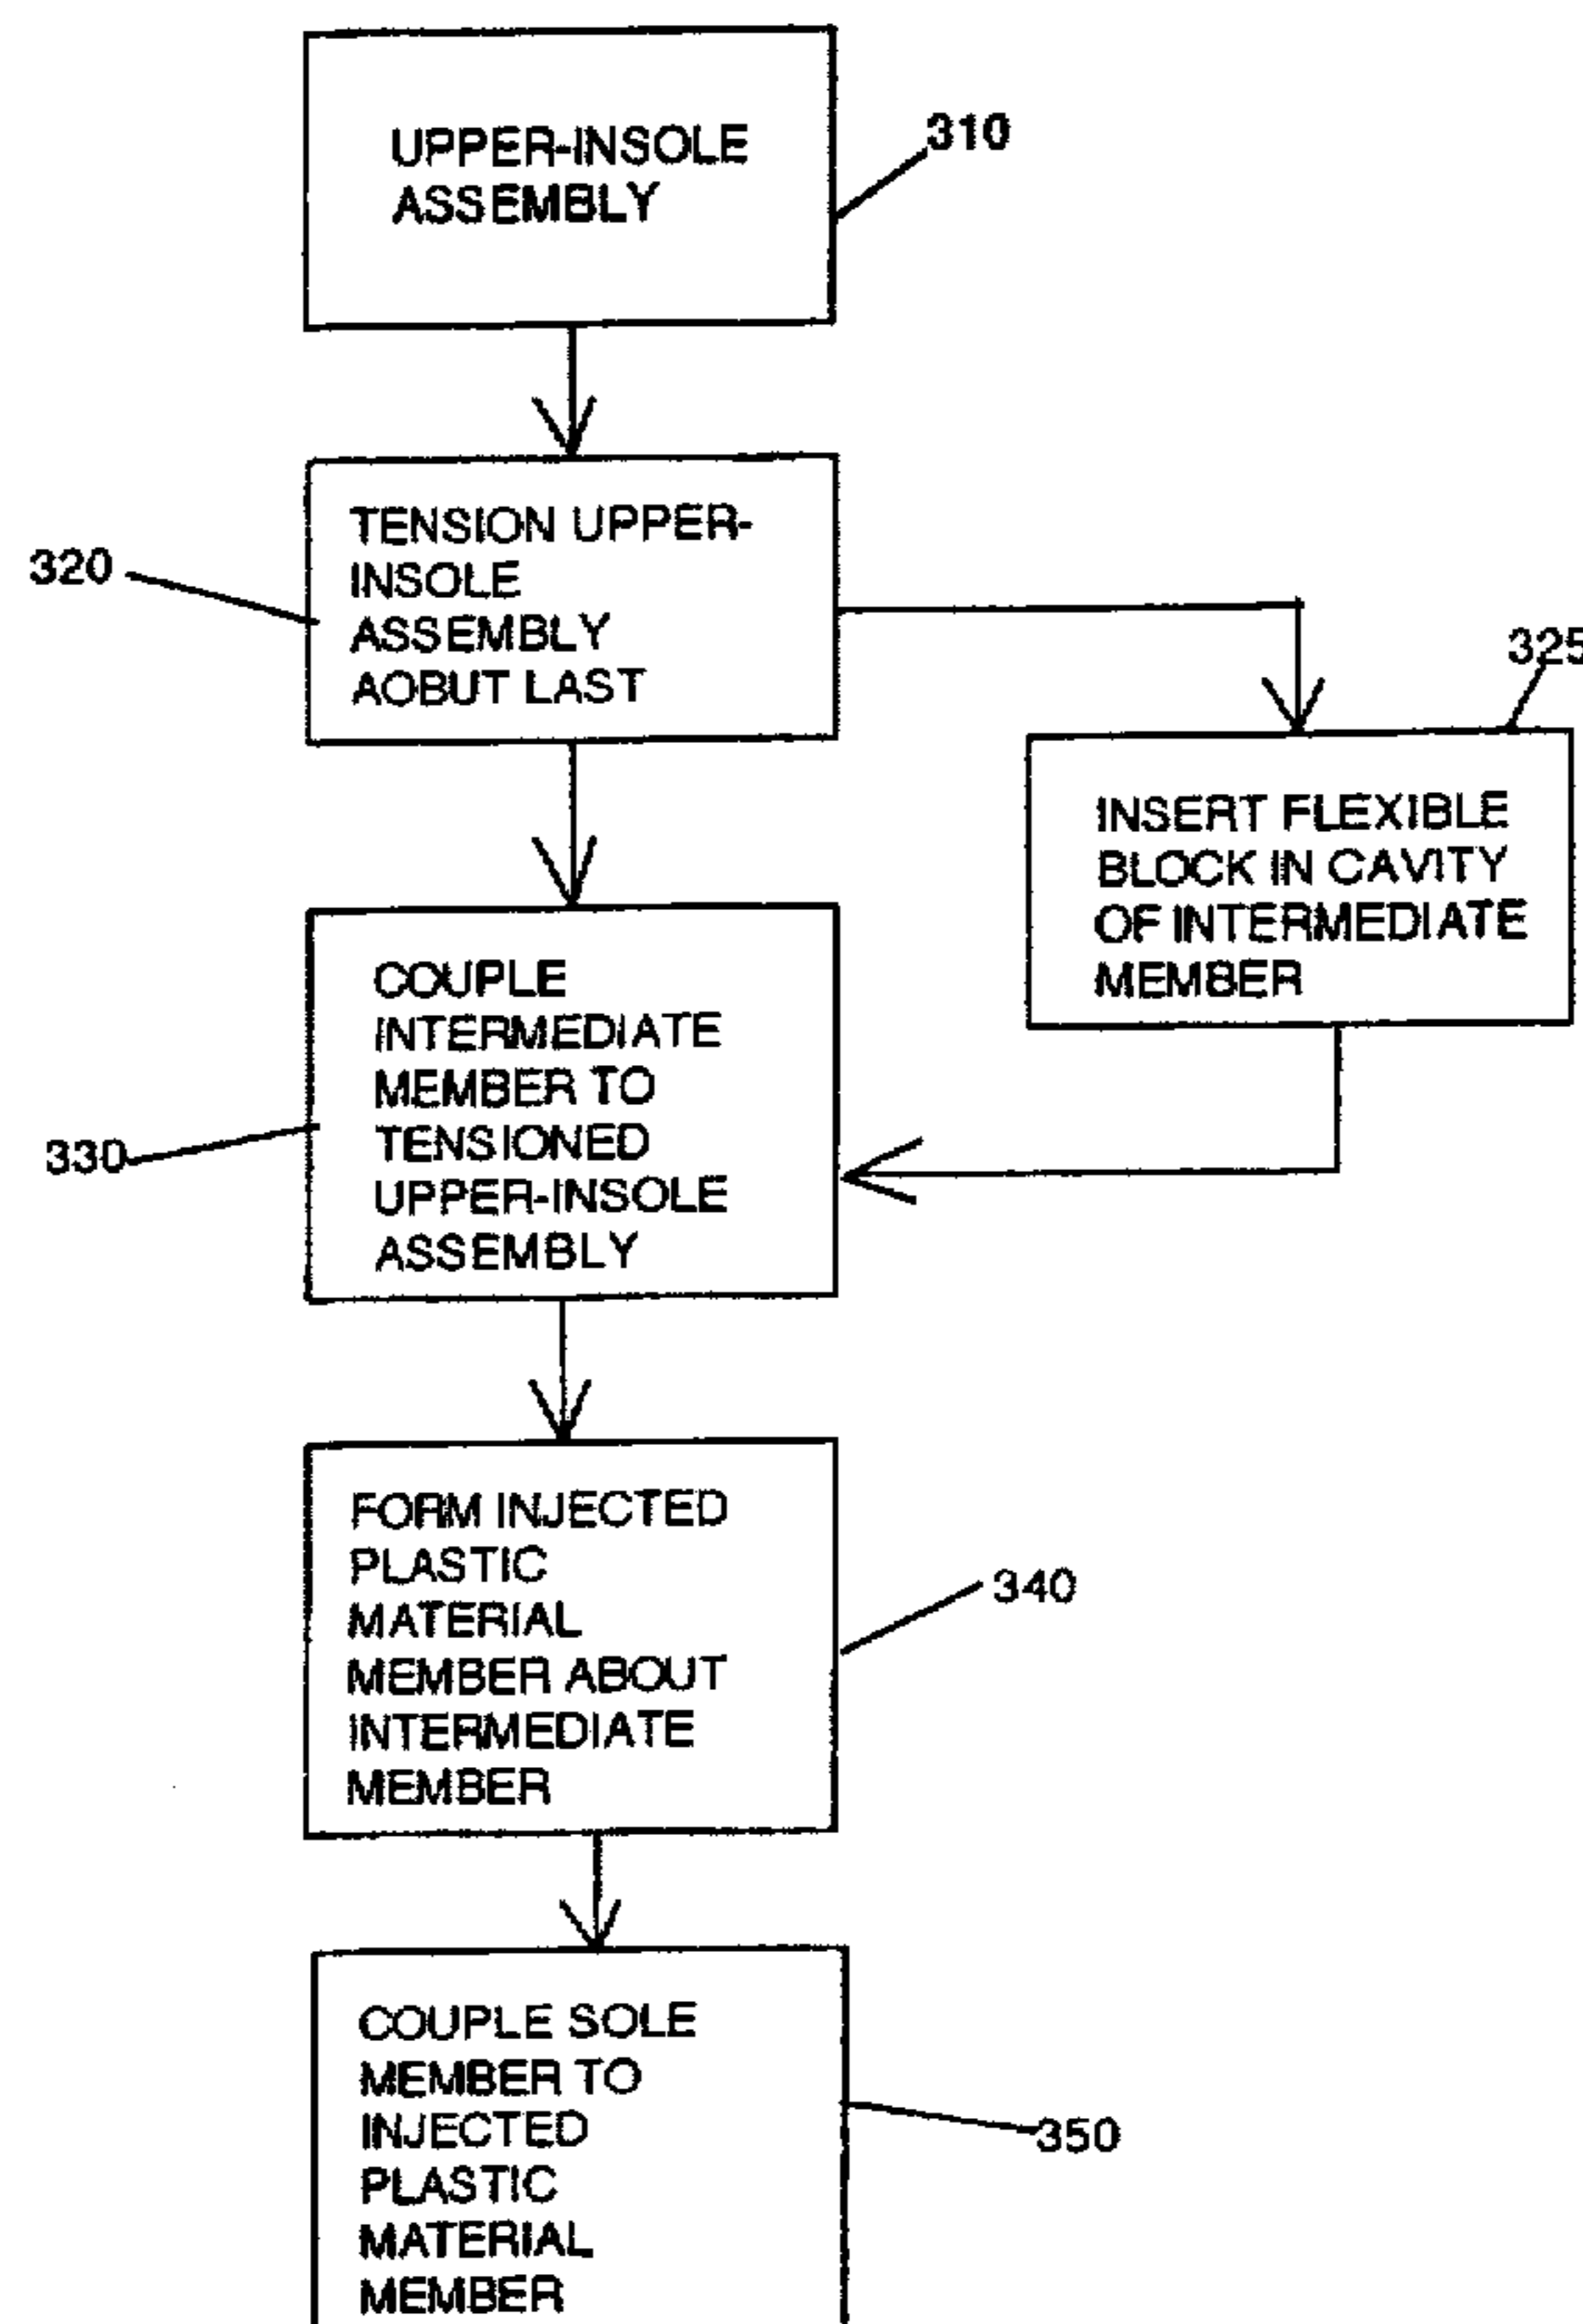 UPPER-INSOLE
ASSEMBLY
310
TENSION UPPER-
INSOLE
ASSEMBLY
AOBUT LAST
320
325
INSERT FLEXIBLE
BLOCK IN CAVITY
OF INTERMEDIATE
MEMBER
COUPLE
INTERMEDIATE
MEMBER TO
TENSIONED
UPPER-INSOLE
ASSEMBLY
330
FORM INJECTED
PLASTIC
MATERIAL
MEMBER ABOUT
INTERMEDIATE
MEMBER
340
COUPLE SOLE
MEMBER TO
INJECTED
PLASTIC
MATERIAL
MEMBER
350